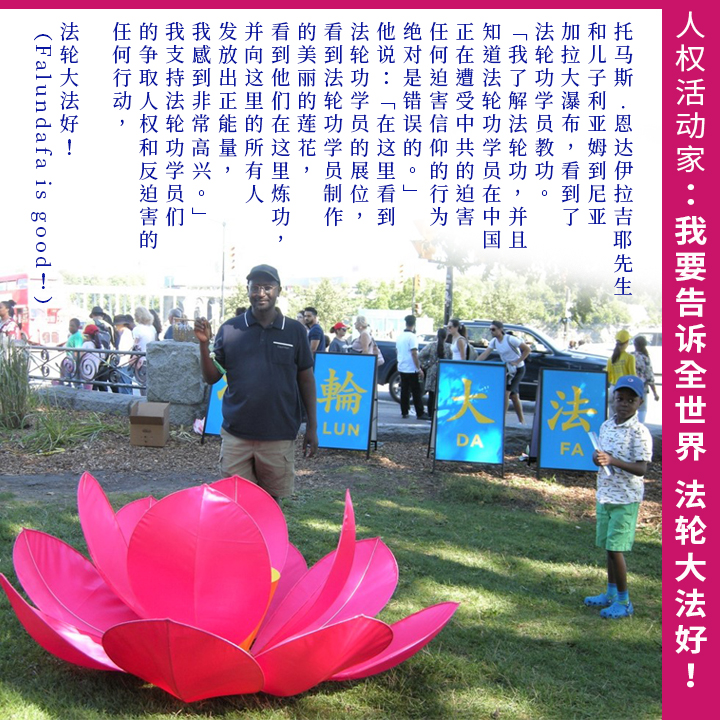 人权活动家：我要告诉全世界 法轮大法好！
托马斯．恩达伊拉吉耶先生
和儿子利亚姆到尼亚
加拉大瀑布，看到了
法轮功学员教功。
「我了解法轮功，并且
知道法轮功学员在中国
正在遭受中共的迫害
任何迫害信仰的行为
绝对是错误的。」
他说：「在这里看到
法轮功学员的展位，
看到法轮功学员制作
的美丽的莲花，
看到他们在这里炼功，
并向这里的所有人
发放出正能量，
我感到非常高兴。」
我支持法轮功学员们
的争取人权和反迫害的
任何行动，
法轮大法好！
(Falundafa is good!)
輪
LUN
大
DA
法
FA